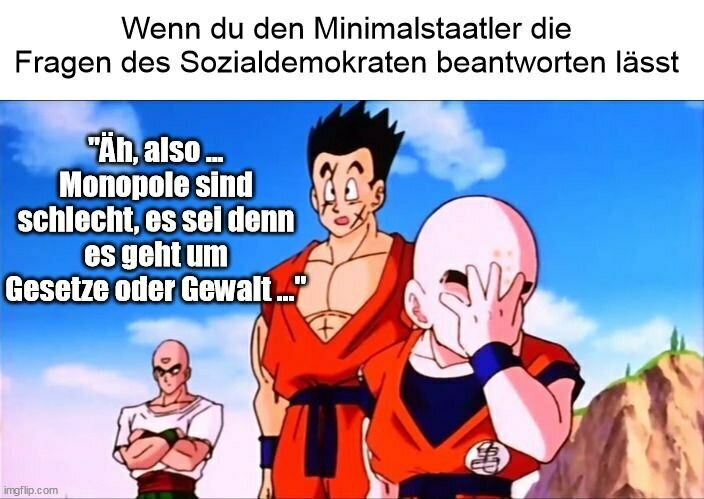 Wenn du den Minimalstaatler die
Fragen des Sozialdemokraten beantworten lässt
"Äh, also ...
Monopole sind
schlecht, es sei denn
es geht um
Gesetze oder Gewalt ..."
亀
imgflip.com